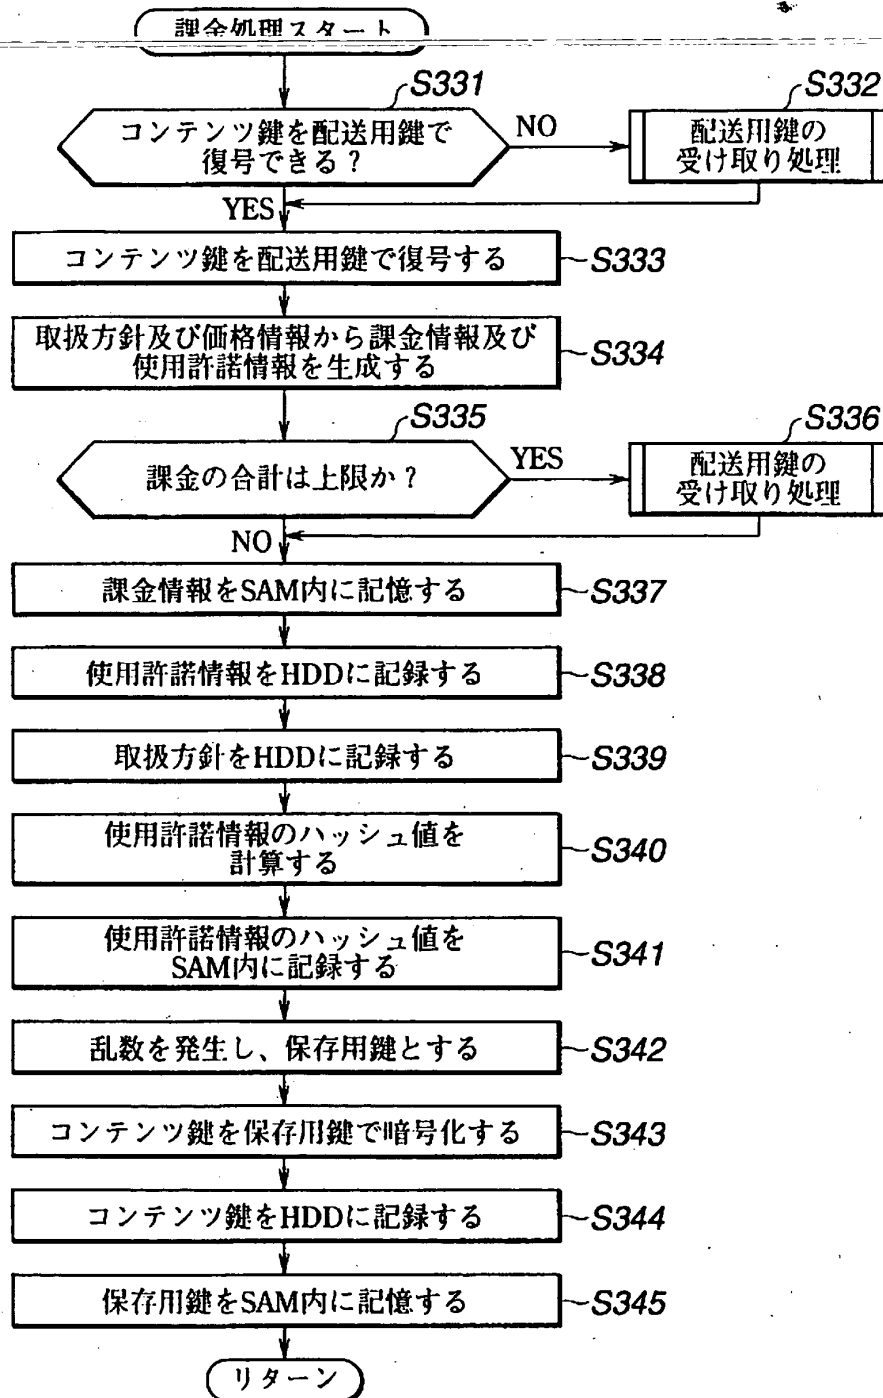 課金処理スタート
S331
S332
コンテンツ鍵を配送用鍵で
復号できる？
NO
配送用鍵の
受け取り処理
YES
コンテンツ鍵を配送用鍵で復号する
S333
取扱方針及び価格情報から課金情報及び
使用許諾情報を生成する
S334
S335
S336
課金の合計は上限か？
YES
配送用鍵の
受け取り処理
NO
課金情報をSAM内に記憶する
S337
使用許諾情報をHDDに記録する
S338
取扱方針をHDDに記録する
S339
使用許諾情報のハッシュ値を
計算する
S340
使用許諾情報のハッシュ値を
SAM内に記録する
S341
乱数を発生し、保存用鍵とする
S342
コンテンツ鍵を保存用鍵で暗号化する
S343
コンテンツ鍵をHDDに記録する
S344
保存用鍵をSAM内に記憶する
S345
リターン